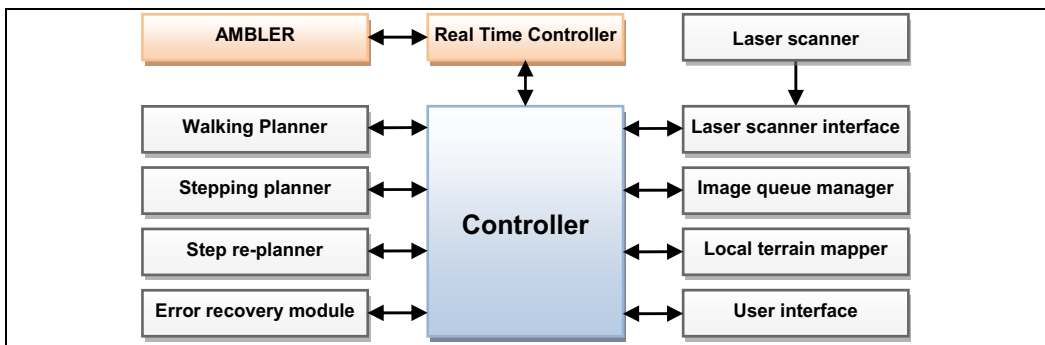 AMBLER
Real Time Controller
Laser scanner
Walking Planner
Laser scanner interface
Stepping planner
Image queue manager
Controller
Step re-planner
Local terrain mapper
Error recovery module
User interface